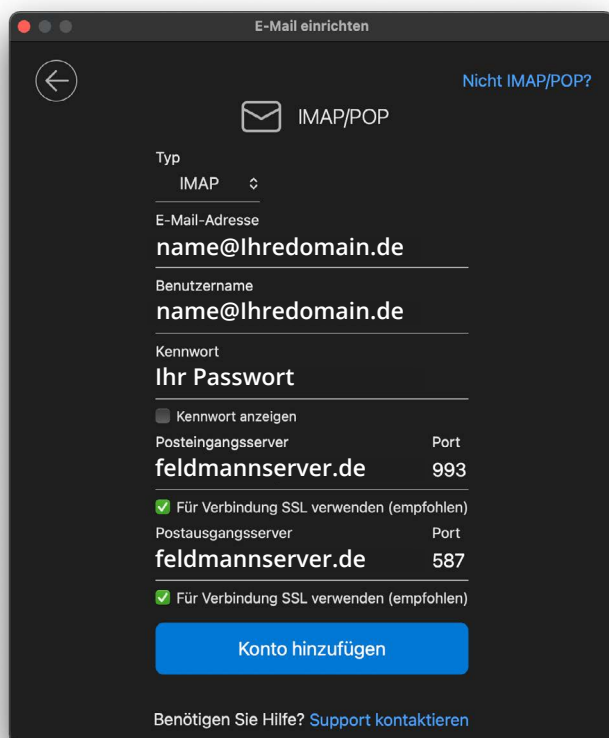 E-Mail einrichten
Nicht IMAP/POP?
IMAP/POP
Typ
IMAP
E-Mail-Adresse
name@Ihredomain.de
Benutzername
name@Ihredomain.de
Kennwort
Ihr Passwort
Kennwort anzeigen
Posteingangsserver Port
feldmannserver.de 993
Für Verbindung SSL verwenden (empfohlen)
Postausgangsserver Port
feldmannserver.de 587
Für Verbindung SSL verwenden (empfohlen)
Konto hinzufügen
Benötigen Sie Hilfe? Support kontaktieren